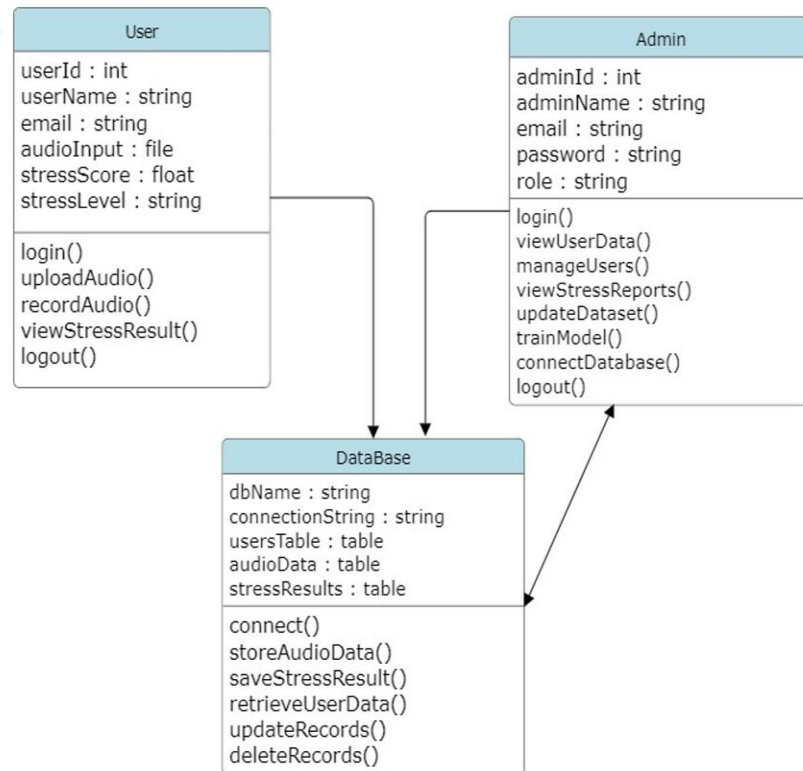 User
userId : int
userName : string
email : string
audioInput : file
stressScore : float
stressLevel : string
login()
uploadAudio()
recordAudio()
viewStressResult()
logout()
Admin
adminId : int
adminName : string
email : string
password : string
role : string
login()
viewUserData()
manageUsers()
viewStressReports()
updateDataset()
trainModel()
connectDatabase()
logout()
DataBase
dbName : string
connectionString : string
usersTable : table
audioData : table
stressResults : table
connect()
storeAudioData()
saveStressResult()
retrieveUserData()
updateRecords()
deleteRecords()